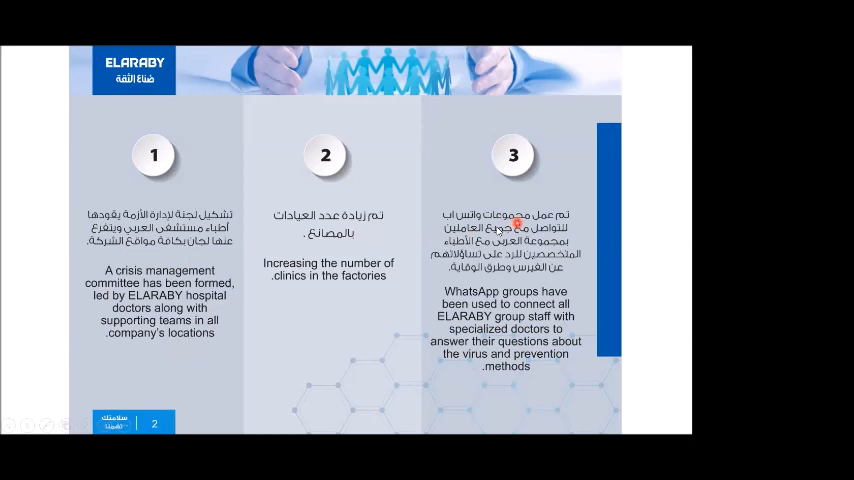 ELARABY
صناع الثقة
1
تشكيل لجنة لإدارة الأزمة يقودها
أطباء مستشفى العربي ويتفرع
عنها لجان بكافة مواقع الشركة.
A crisis management
committee has been formed,
led by ELARABY hospital
doctors along with
supporting teams in all
.company's locations
2
تم زيادة عدد العيادات
بالمصانع .
Increasing the number of
.clinics in the factories
3
تم عمل مجموعات واتس اب
للتواصل مع جميع العاملين
بمجموعة العربى مع الأطباء
المتخصصين للرد على تساؤلاتهم
عن الفيرس وطرق الوقاية.
WhatsApp groups have
been used to connect all
ELARABY group staff with
specialized doctors to
answer their questions about
the virus and prevention
.methods
سلامتك
تهمنا
2